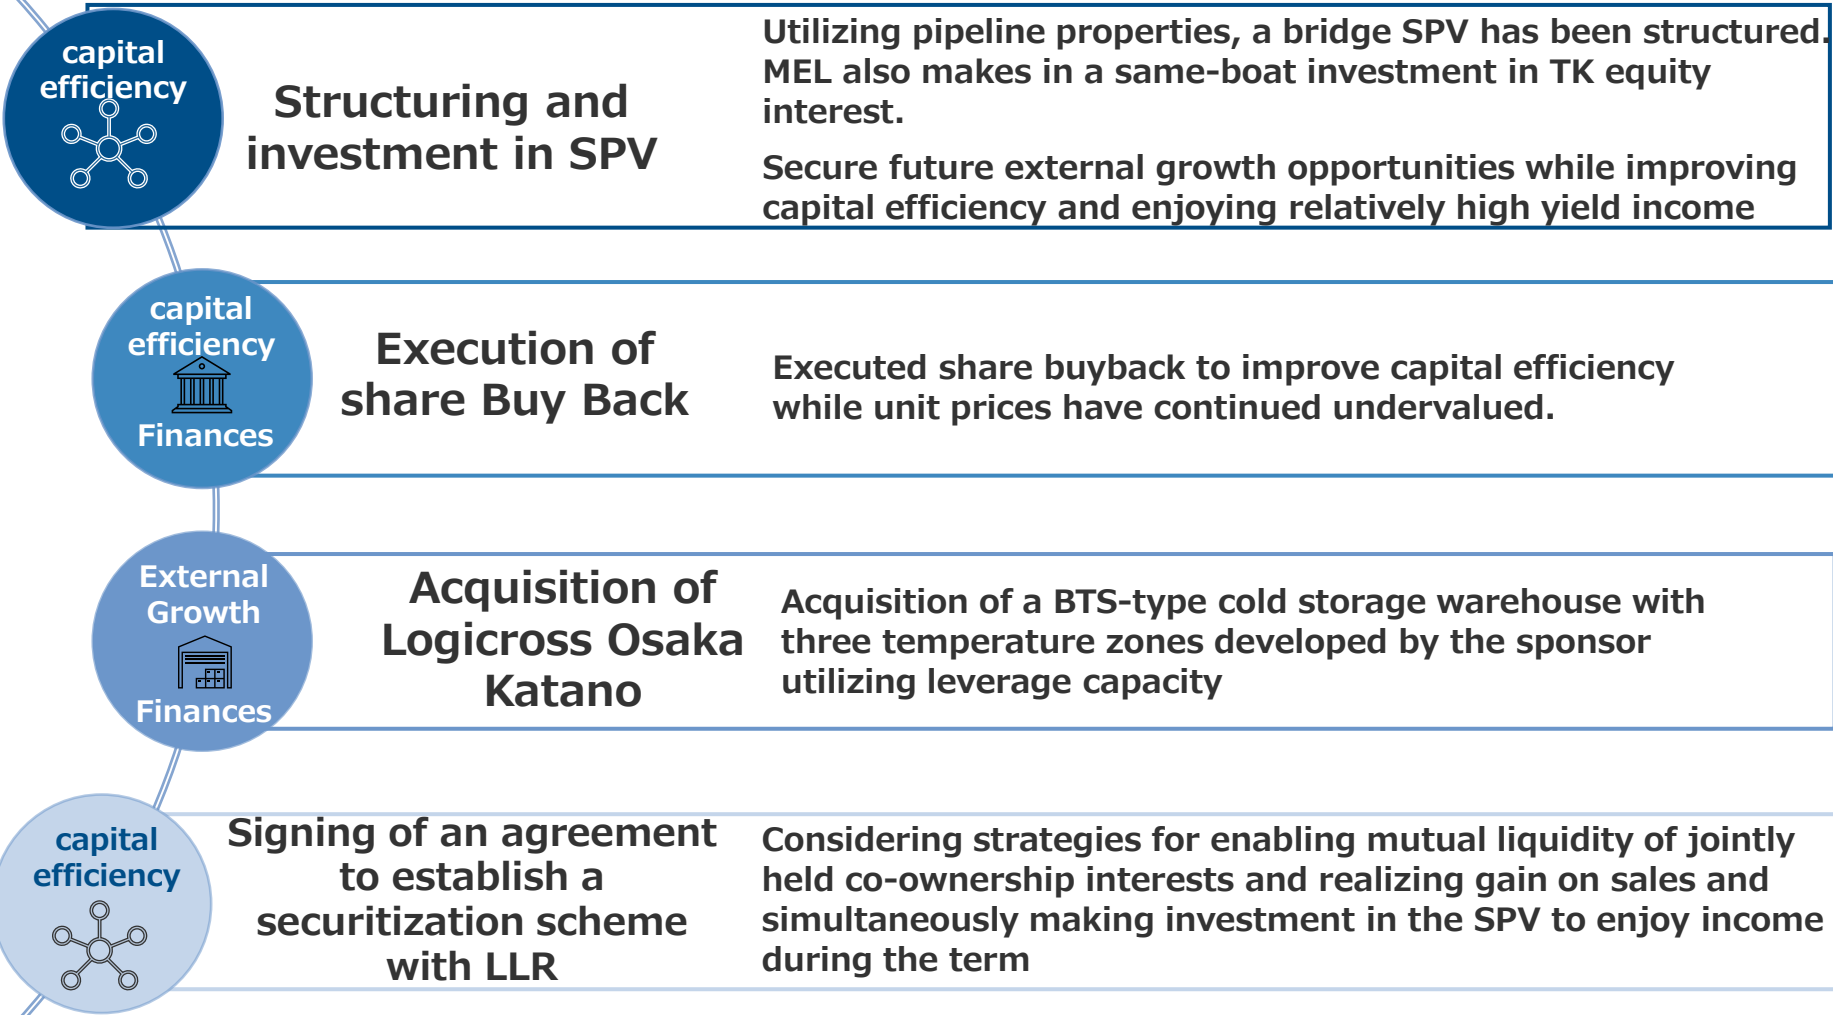 capital
efficiency
Structuring and
investment in SPV
Utilizing pipeline properties, a bridge SPV has been structured.
MEL also makes in a same-boat investment in TK equity
interest.
Secure future external growth opportunities while improving
capital efficiency and enjoying relatively high yield income
capital
efficiency
Finances
Execution of
share Buy Back
Executed share buyback to improve capital efficiency
while unit prices have continued undervalued.
External
Growth
Finances
Acquisition of
Logicross Osaka
Katano
Acquisition of a BTS-type cold storage warehouse with
three temperature zones developed by the sponsor
utilizing leverage capacity
capital
efficiency
Signing of an agreement
to establish a
securitization scheme
with LLR
Considering strategies for enabling mutual liquidity of jointly
held co-ownership interests and realizing gain on sales and
simultaneously making investment in the SPV to enjoy income
during the term